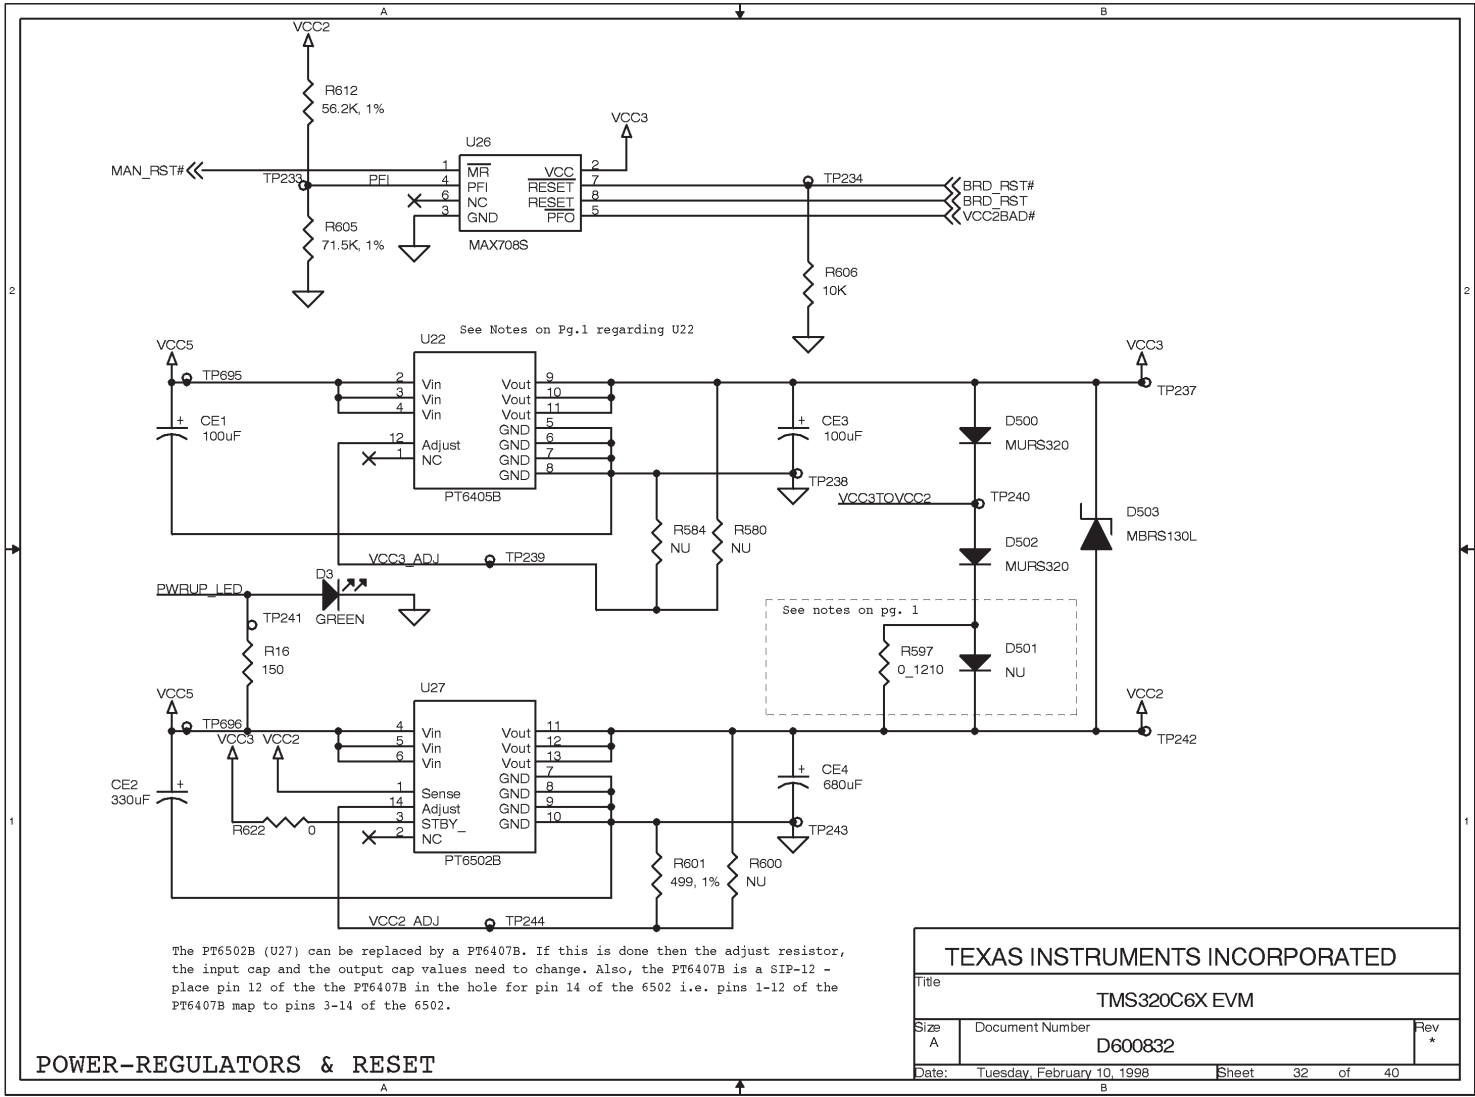 A
B
VCC2
R612
56.2K, 1%
VCC3
U26
MAN_RST#
1
MR
VCC
2
TP233
PFI
4
PFI
RESET
7
TP234
BRD_RST#
6
NC
RESET
8
BRD_RST
3
GND
PFO
5
VCC2BAD#
R605
71.5K, 1%
MAX708S
R606
10K
2
2
See Notes on Pg.1 regarding U22
U22
VCC5
VCC3
TP695
2
Vin
Vout
9
TP237
3
Vin
Vout
10
4
Vin
Vout
11
GND
5
12
Adjust
GND
6
1
NC
GND
7
GND
8
PT6405B
CE1
+
100uF
CE3
+
100uF
TP238
D500
MURS320
VCC3TOVCC2
TP240
D503
MBRS130L
R584
NU
R580
NU
D502
MURS320
VCC3_ADJ
TP239
PWRUP_LED
D3
GREEN
TP241
R16
150
See notes on pg. 1
R597
0_1210
D501
NU
U27
VCC5
VCC2
TP696
VCC3
VCC2
4
Vin
Vout
11
TP242
5
Vin
Vout
12
6
Vin
Vout
13
GND
7
1
Sense
GND
8
14
Adjust
GND
9
3
STBY_
GND
10
2
NC
PT6502B
CE2
+
330uF
R622
0
CE4
+
680uF
TP243
1
1
R601
499, 1%
R600
NU
VCC2_ADJ
TP244
The PT6502B (U27) can be replaced by a PT6407B. If this is done then the adjust resistor,
the input cap and the output cap values need to change. Also, the PT6407B is a SIP-12 -
place pin 12 of the the PT6407B in the hole for pin 14 of the 6502 i.e. pins 1-12 of the
PT6407B map to pins 3-14 of the 6502.
POWER-REGULATORS & RESET
TEXAS INSTRUMENTS INCORPORATED
Title
TMS320C6X EVM
Size
A
Document Number
D600832
Rev
*
Date:
Tuesday, February 10, 1998
Sheet
32
of
40
A
B